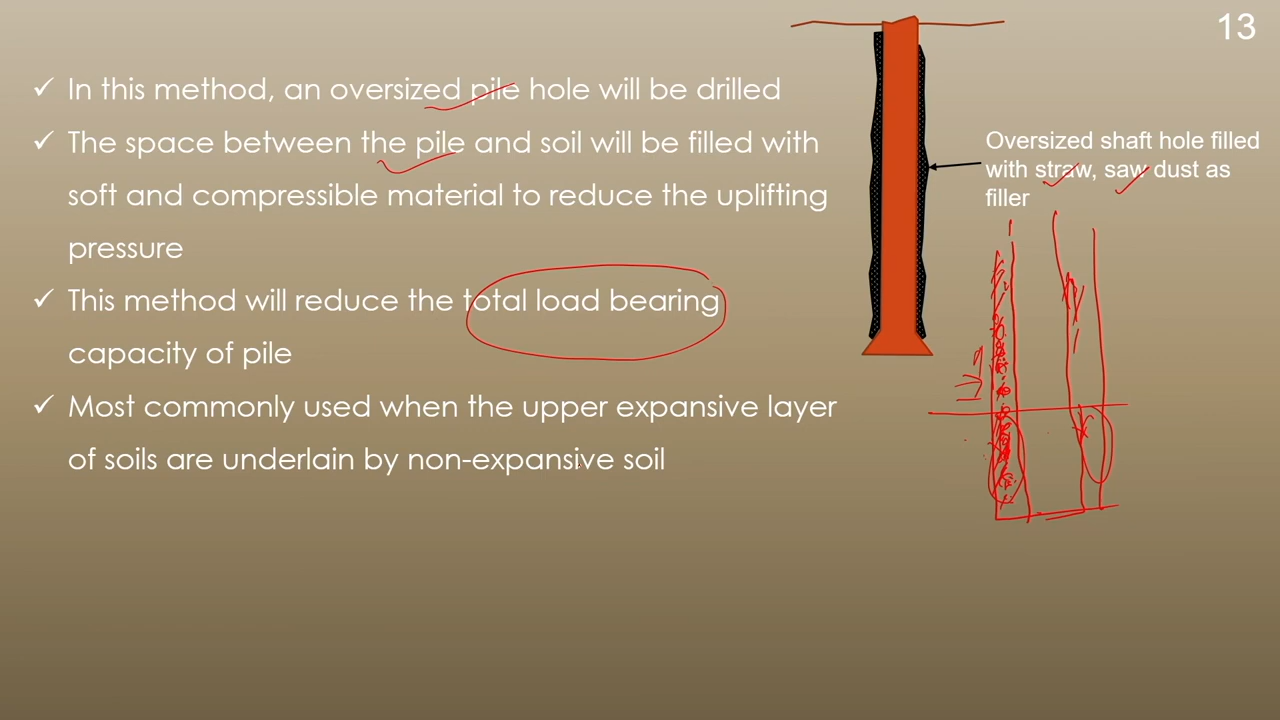 13
✓ In this method, an oversized pile hole will be drilled
✓ The space between the pile and soil will be filled with
soft and compressible material to reduce the uplifting
pressure
✓ This method will reduce the total load bearing
capacity of pile
✓ Most commonly used when the upper expansive layer
of soils are underlain by non-expansive soil
Oversized shaft hole filled
with straw, saw dust as
filler